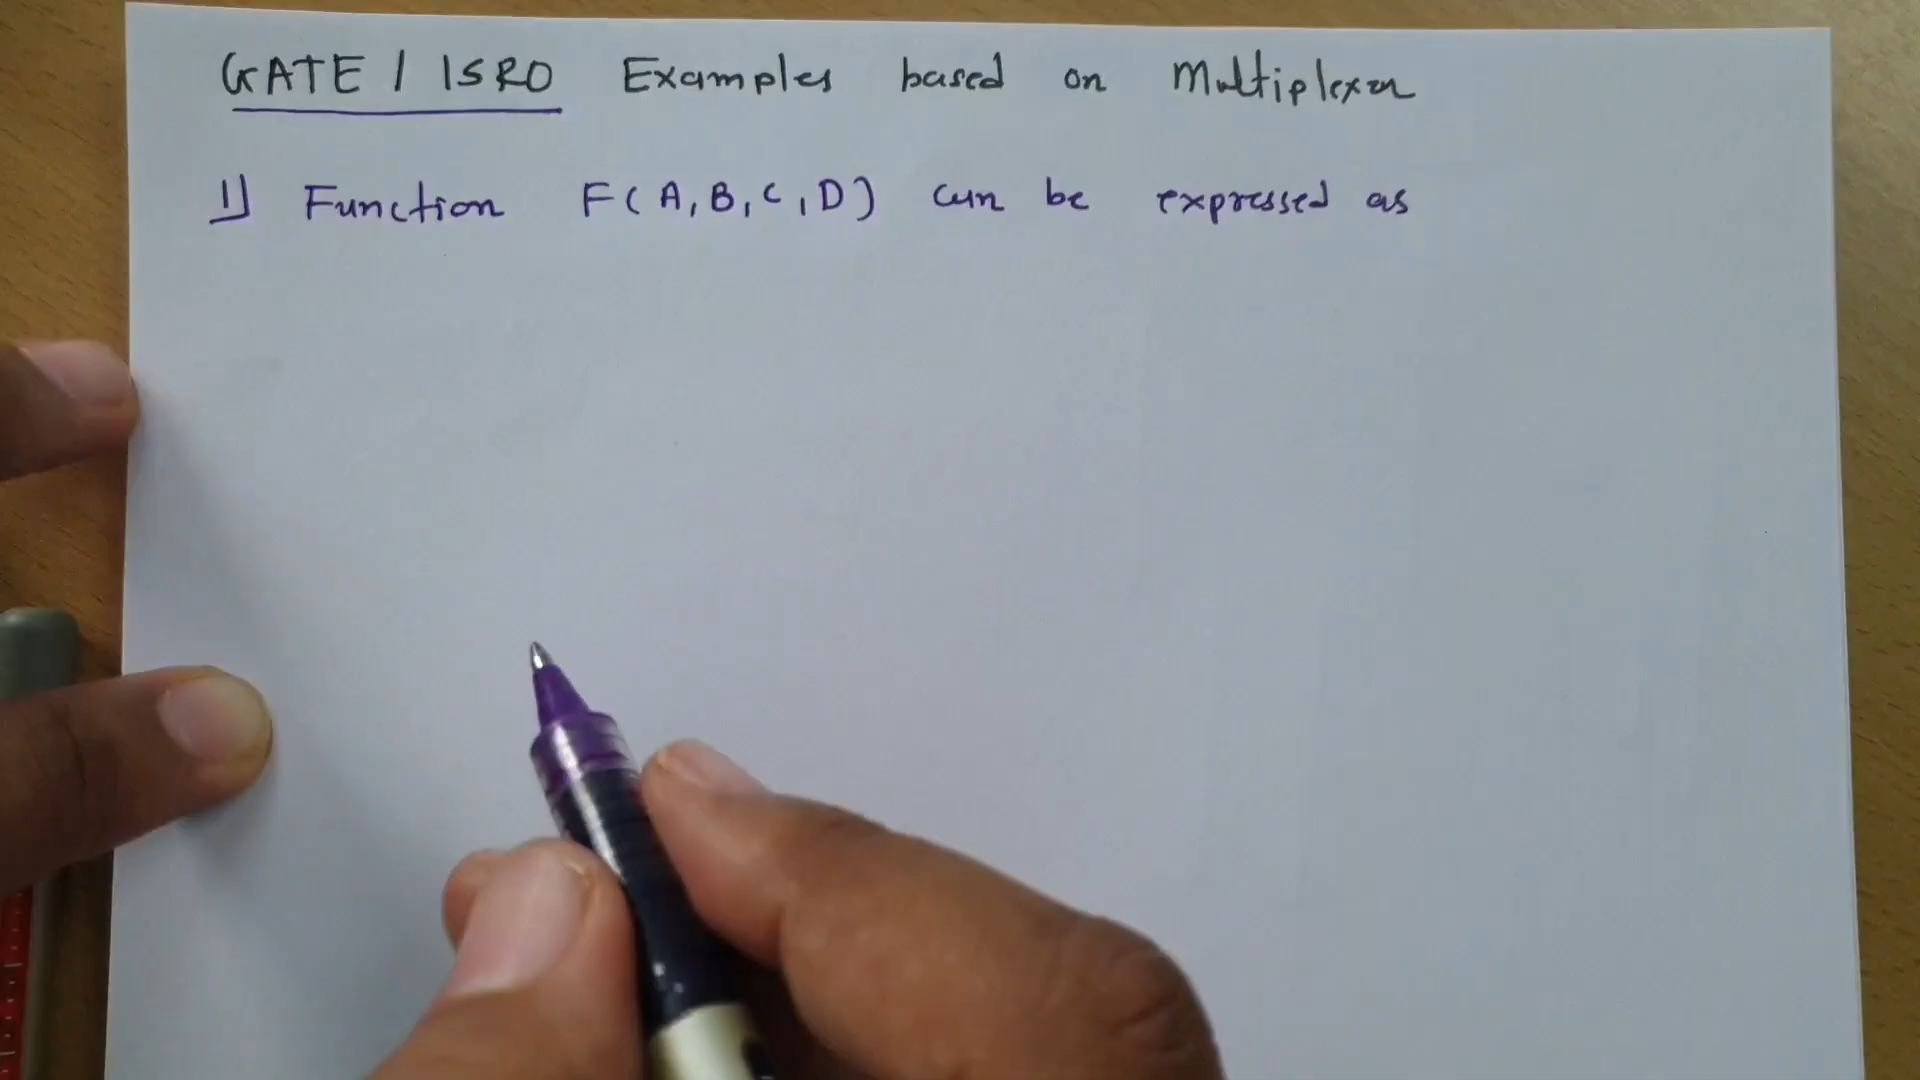 GATE / ISRO Examples based on Multiplexer
1) Function F(A,B,C,D) can be expressed as